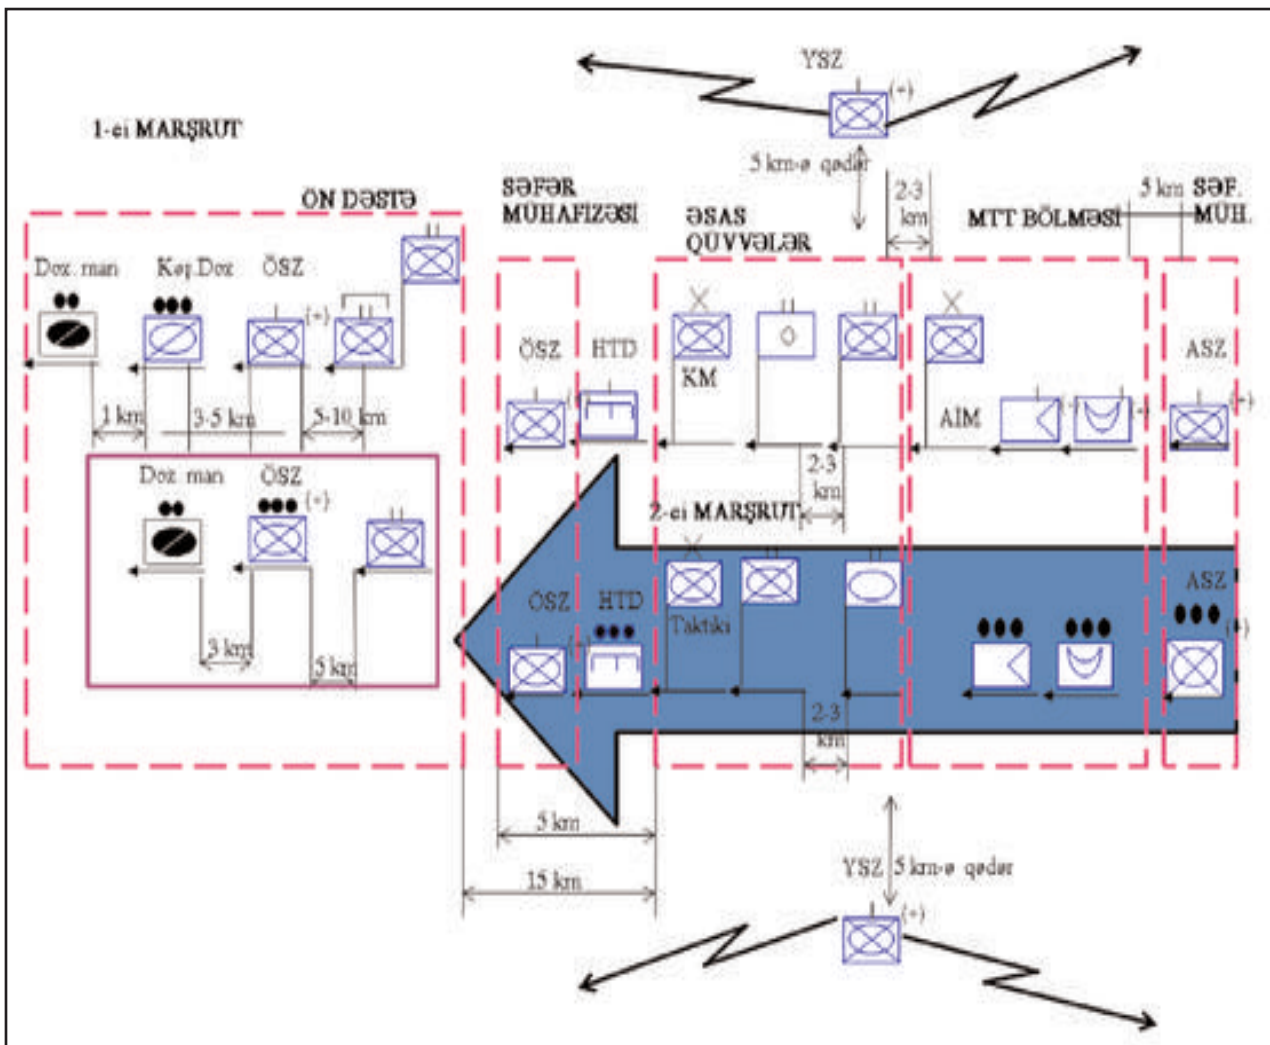 YSZ
(+)
1-ei MARŞRUT
5 km-ə qədər
2-3
km
5 km
SƏF.
MÜH.
ÖN DƏSTƏ
SƏFƏR
MÜHAFİZƏSİ
ƏSAS
QÜVVƏLƏR
MTT BÖLMƏSİ
Doz. man
Kəş.Doz
ÖSZ
(+)
ÖSZ
HTD
KM
AİM
ASZ
(+)
(+)
(+)
1 km
3-5 km
5-10 km
2-3
km
2-ei MARŞRUT
Doz. man
ÖSZ
(+)
3 km
5 km
ÖSZ
HTD
(+)
Taktiki
ASZ
(+)
2-3
km
5 km
15 km
YSZ
5 km-ə qədər
(+)